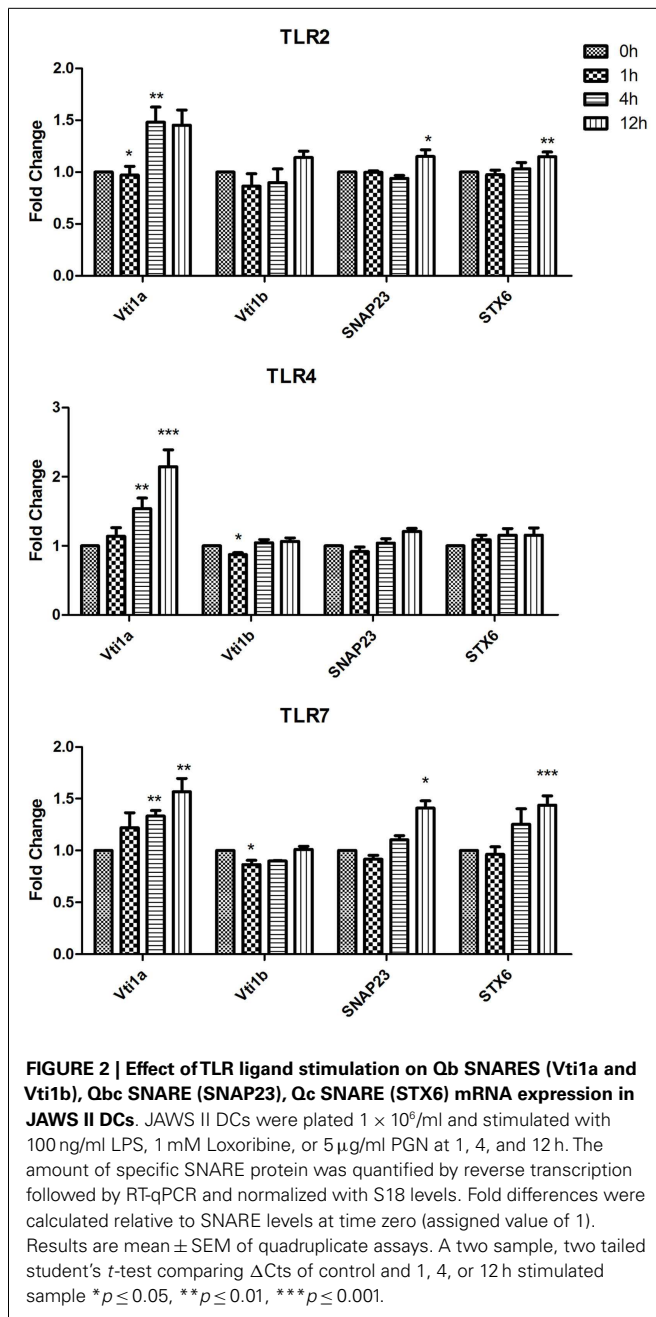 TLR2
0h
1h
4h
12h
Fold Change
2.0
1.5
1.0
0.5
0.0
*
**
*
**
Vti1a
Vti1b
SNAP23
STX6
TLR4
Fold Change
3
2
1
0
**
***
*
Vti1a
Vti1b
SNAP23
STX6
TLR7
Fold Change
2.0
1.5
1.0
0.5
0.0
**
**
*
*
***
Vti1a
Vti1b
SNAP23
STX6
FIGURE 2 | Effect of TLR ligand stimulation on Qb SNARES (Vti1a and
Vti1b), Qbc SNARE (SNAP23), Qc SNARE (STX6) mRNA expression in
JAWS II DCs. JAWS II DCs were plated 1 × 10⁶/ml and stimulated with
100 ng/ml LPS, 1 mM Loxoribine, or 5 μg/ml PGN at 1, 4, and 12 h. The
amount of specific SNARE protein was quantified by reverse transcription
followed by RT-qPCR and normalized with S18 levels. Fold differences were
calculated relative to SNARE levels at time zero (assigned value of 1).
Results are mean ± SEM of quadruplicate assays. A two sample, two tailed
student's t-test comparing ΔCts of control and 1, 4, or 12 h stimulated
sample *p ≤ 0.05, **p ≤ 0.01, ***p ≤ 0.001.